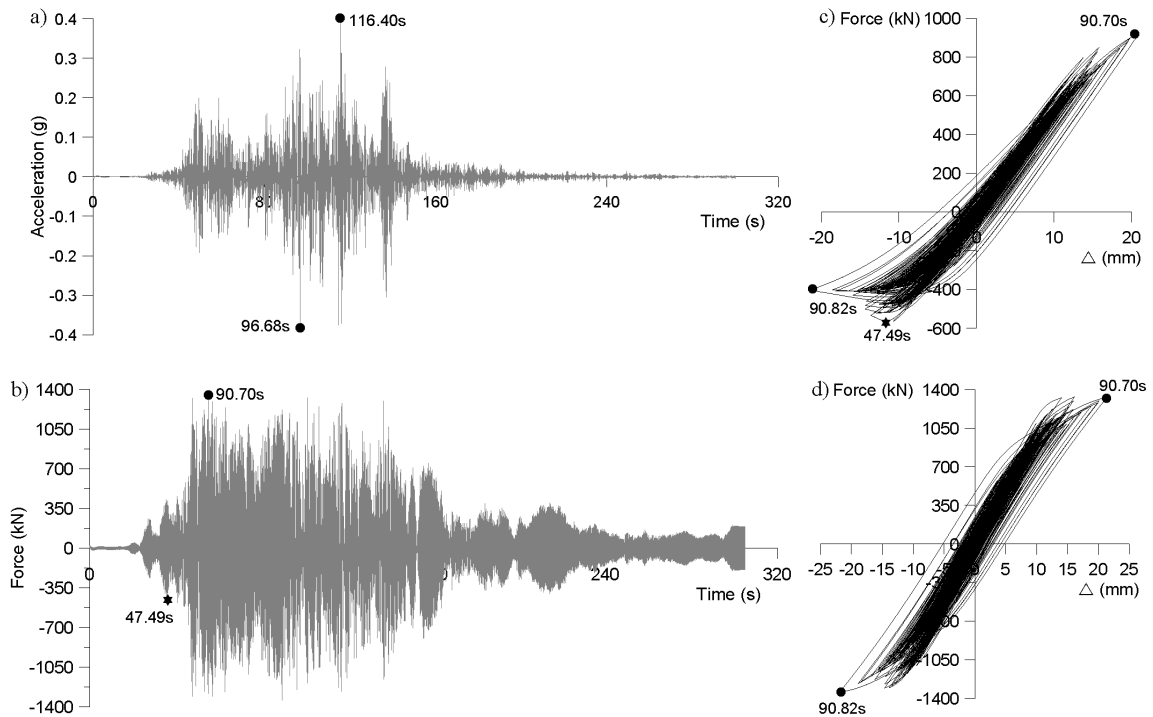 a)
0.4
0.3
0.2
0.1
0
-0.1
-0.2
-0.3
-0.4
Acceleration (g)
116.40s
96.68s
0 80 160 240 320
Time (s)
c) Force (kN)
1000
800
600
400
200
0
-400
-600
-20 -10 0 10 20
△ (mm)
90.70s
90.82s
47.49s
b)
1400
1050
700
350
0
-350
-700
-1050
-1400
Force (kN)
90.70s
47.49s
0 240 320
Time (s)
d) Force (kN)
1400
1050
700
350
0
-1050
-1400
-25 -20 -15 -10 -5 5 10 15 20 25
△ (mm)
90.70s
90.82s